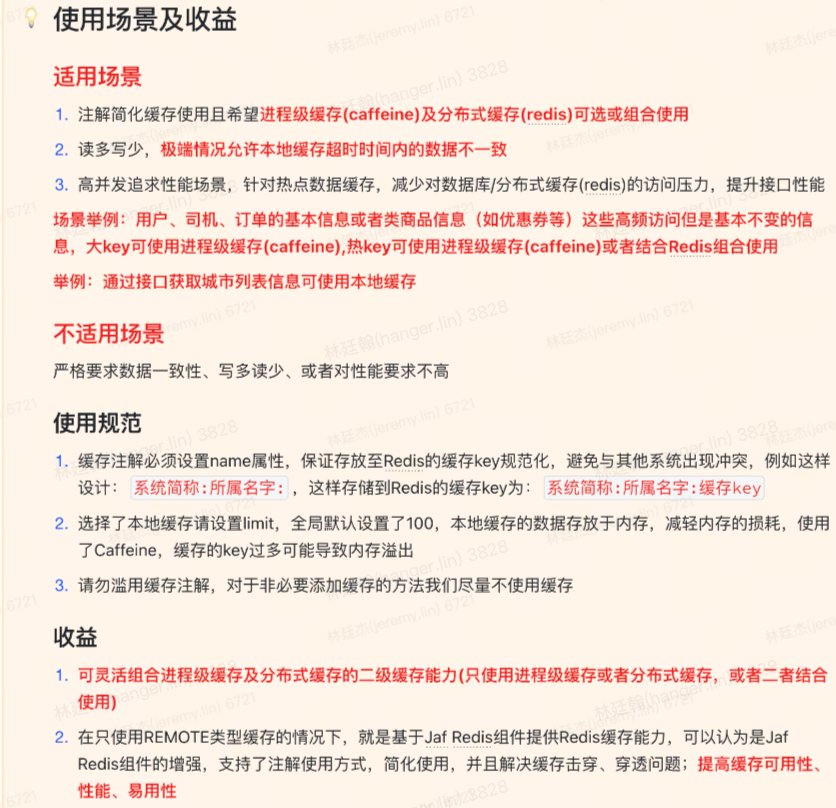 使用场景及收益
适用场景
1. 注解简化缓存使用且希望进程级缓存(caffeine)及分布式缓存(redis)可选或组合使用
2. 读多写少，极端情况允许本地缓存超时时间内的数据不一致
3. 高并发追求性能场景，针对热点数据缓存，减少对数据库/分布式缓存(redis)的访问压力，提升接口性能
场景举例：用户、司机、订单的基本信息或者类商品信息（如优惠券等）这些高频访问但是基本不变的信
息，大key可使用进程级缓存(caffeine),热key可使用进程级缓存(caffeine)或者结合Redis组合使用
举例：通过接口获取城市列表信息可使用本地缓存
不适用场景
严格要求数据一致性、写多读少、或者对性能要求不高
使用规范
1. 缓存注解必须设置name属性，保证存放至Redis的缓存key规范化，避免与其他系统出现冲突，例如这样
设计： 系统简称:所属名字: ，这样存储到Redis的缓存key为： 系统简称:所属名字:缓存key
2. 选择了本地缓存请设置limit，全局默认设置了100，本地缓存的数据存放于内存，减轻内存的损耗，使用
了Caffeine，缓存的key过多可能导致内存溢出
3. 请勿滥用缓存注解，对于非必要添加缓存的方法我们尽量不使用缓存
收益
1. 可灵活组合进程级缓存及分布式缓存的二级缓存能力(只使用进程级缓存或者分布式缓存，或者二者结合
使用)
2. 在只使用REMOTE类型缓存的情况下，就是基于Jaf Redis组件提供Redis缓存能力，可以认为是Jaf
Redis组件的增强，支持了注解使用方式，简化使用，并且解决缓存击穿、穿透问题；提高缓存可用性、
性能、易用性
林廷杰(jeremy.lin) 6721
林廷翰(hanger.lin) 3828